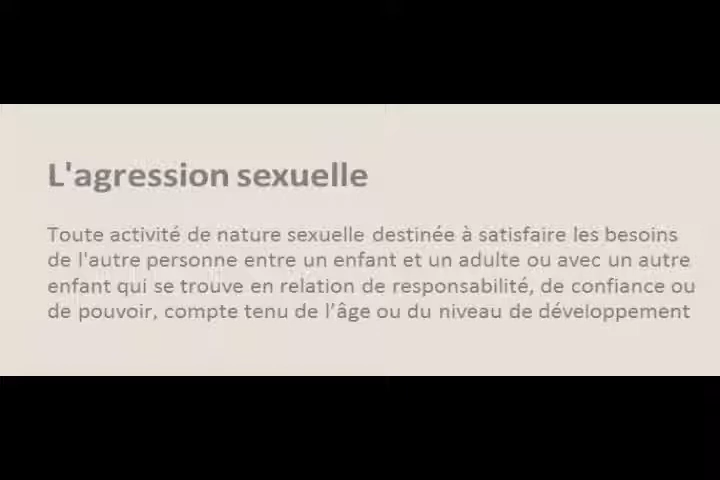 L'agression sexuelle
Toute activité de nature sexuelle destinée à satisfaire les besoins
de l'autre personne entre un enfant et un adulte ou avec un autre
enfant qui se trouve en relation de responsabilité, de confiance ou
de pouvoir, compte tenu de l’âge ou du niveau de développement